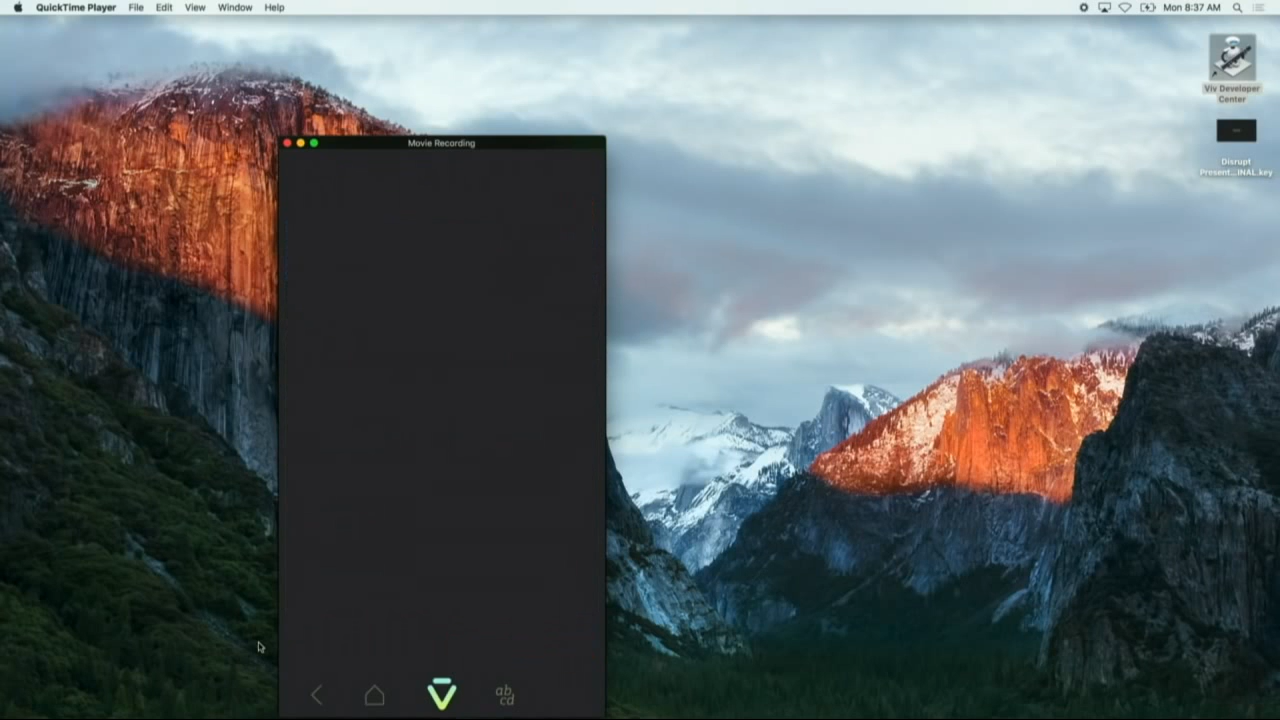 QuickTime Player File Edit View Window Help Mon 8:37 AM
Viv Developer
Center
Movie Recording
Disrupt
Present...INAL.key
ab
cd